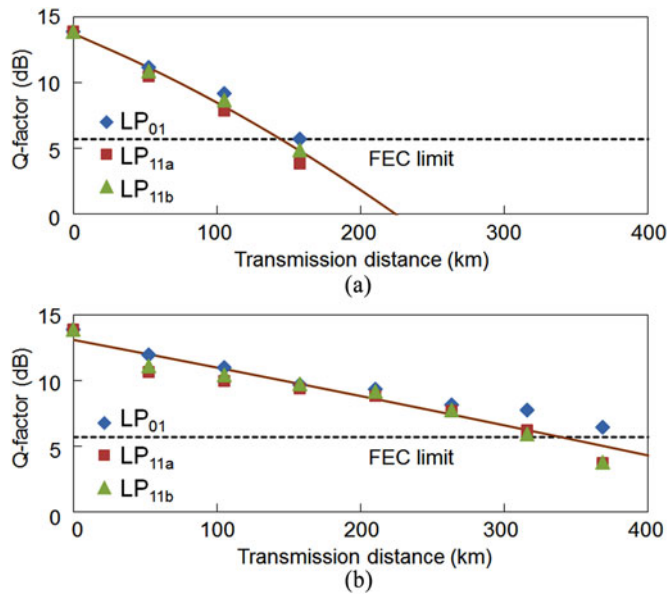 15
10
5
0
Q-factor (dB)
LP01
LP11a
LP11b
FEC limit
0
100
200
300
400
Transmission distance (km)
(a)
15
10
5
0
Q-factor (dB)
LP01
LP11a
LP11b
FEC limit
0
100
200
300
400
Transmission distance (km)
(b)